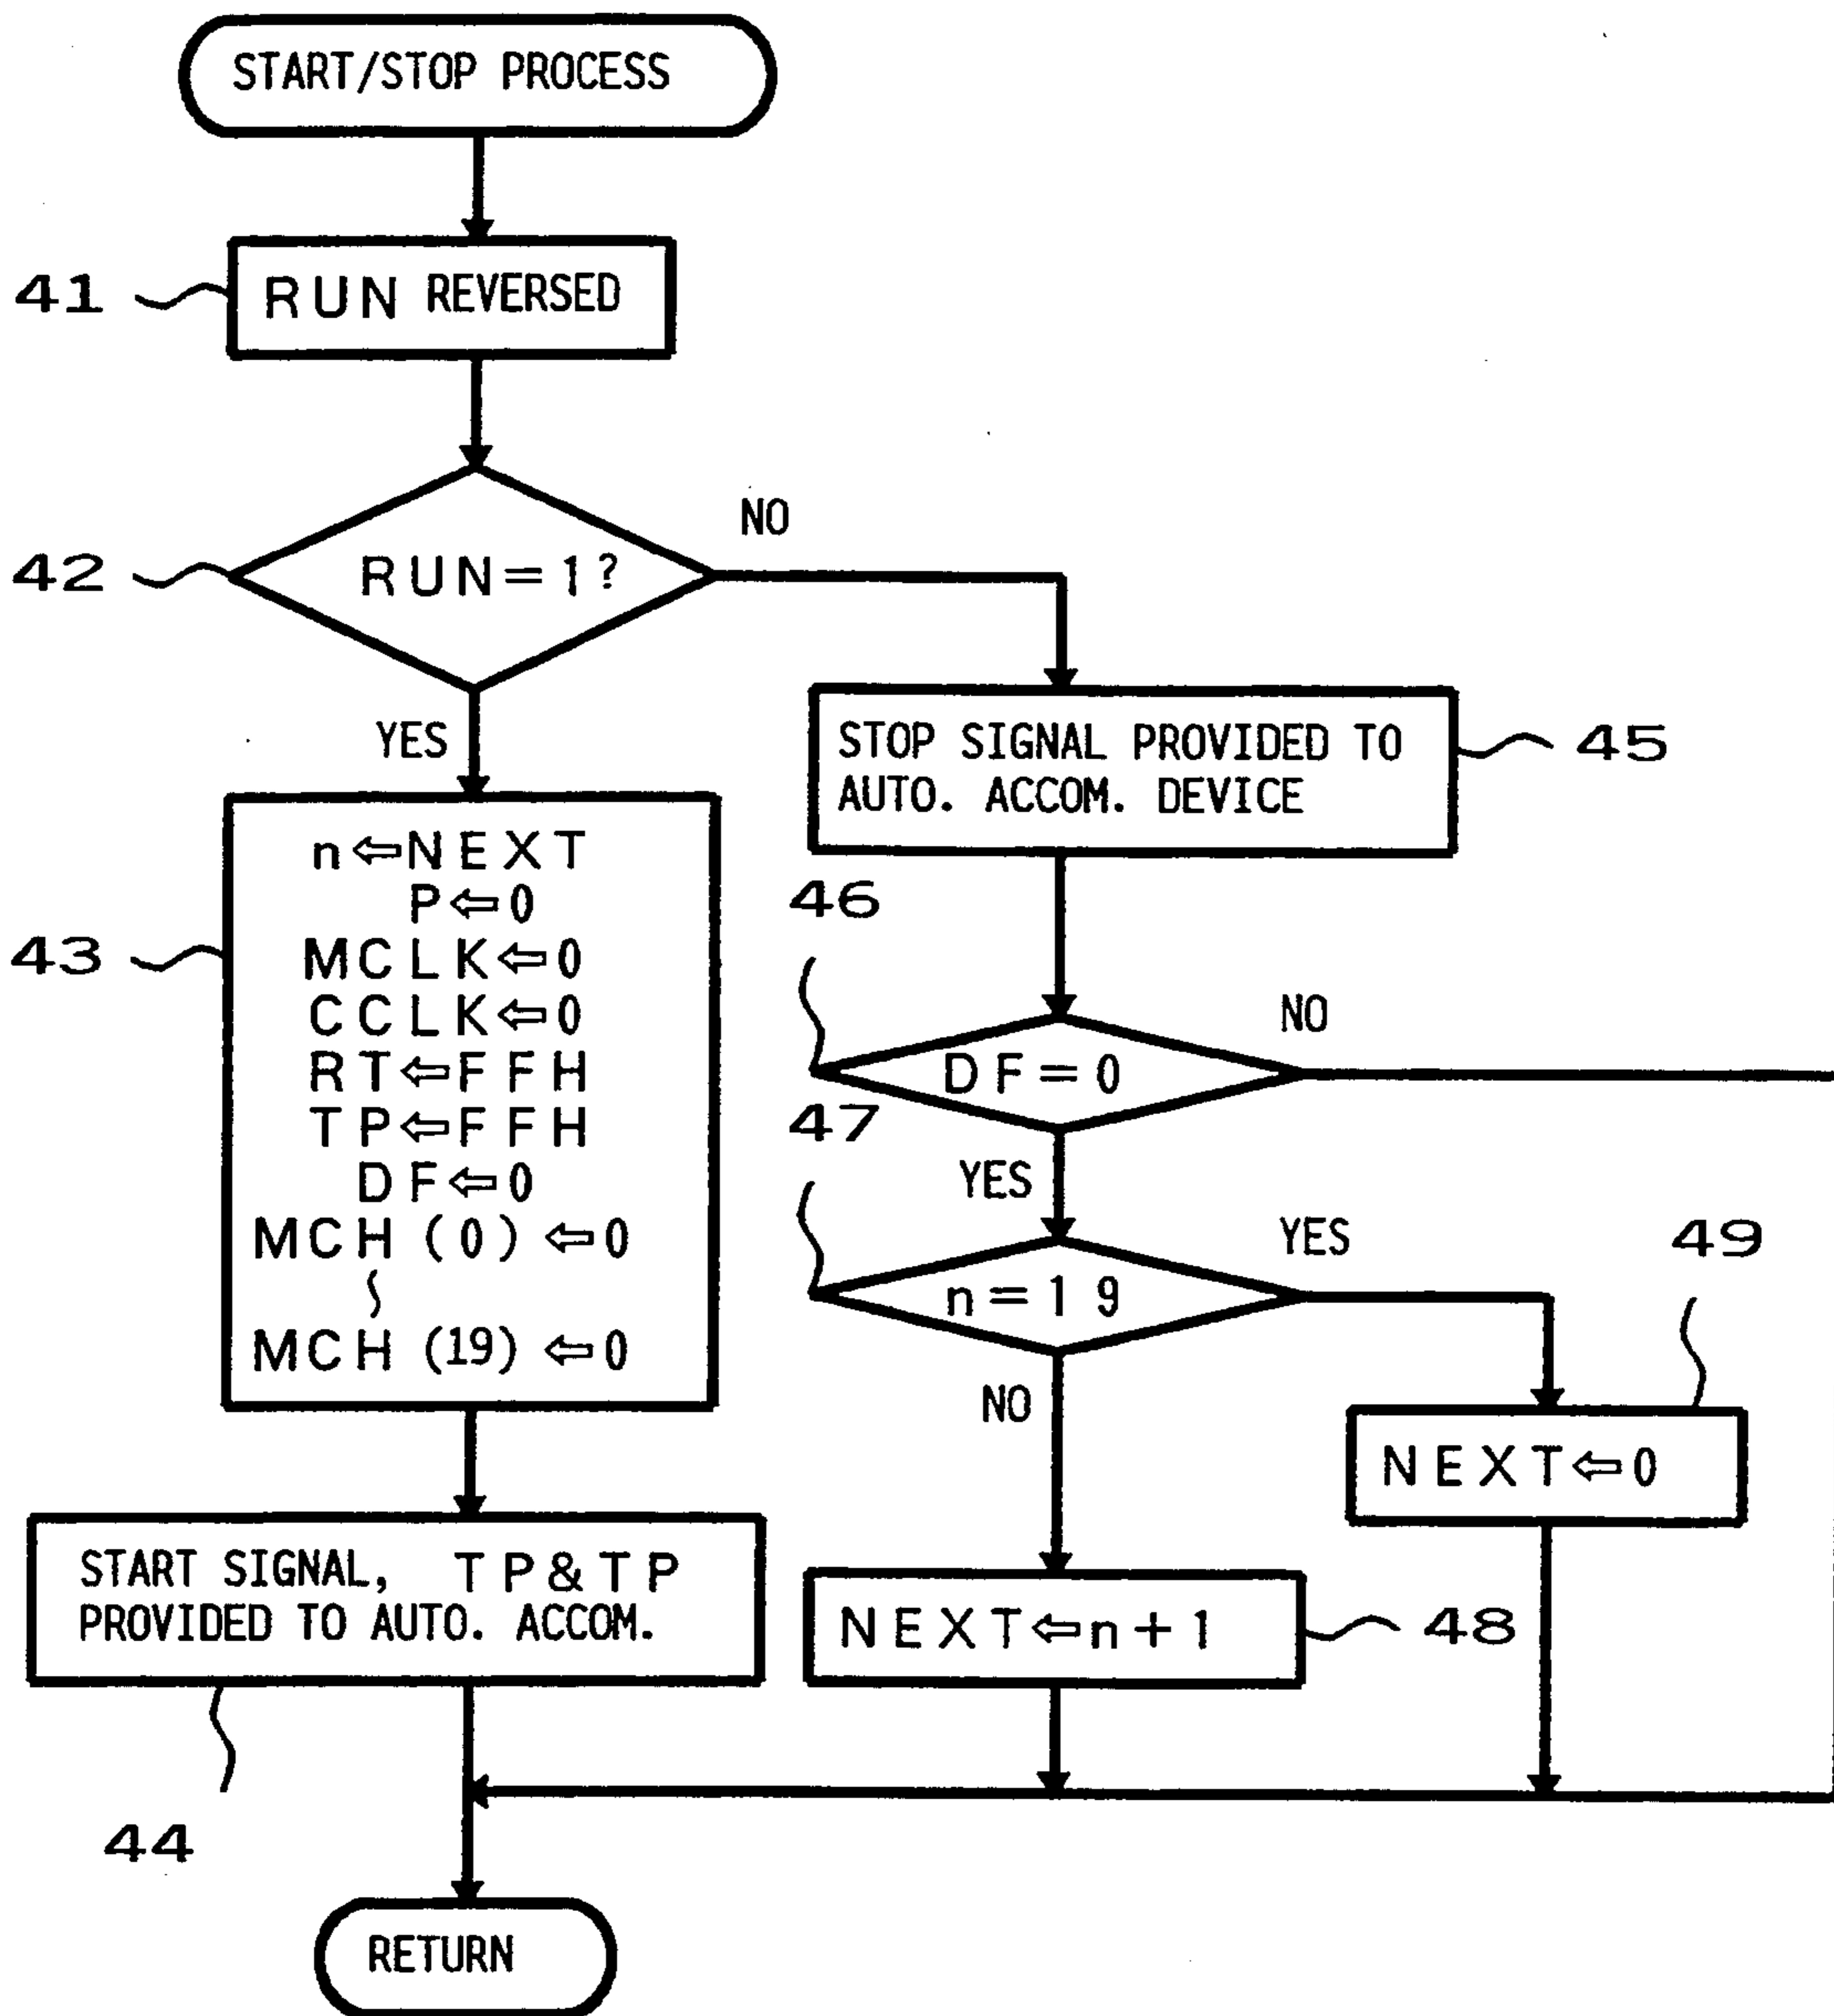 START/STOP PROCESS
41
RUN REVERSED
42
RUN=1?
NO
YES
43
n⇐NEXT
P⇐0
MCLK⇐0
CCLK⇐0
RT⇐FFH
TP⇐FFH
DF⇐0
MCH (0) ⇐0
~
MCH (19) ⇐0
START SIGNAL, TP&TP
PROVIDED TO AUTO. ACCOM.
44
STOP SIGNAL PROVIDED TO
AUTO. ACCOM. DEVICE
45
46
DF=0
NO
YES
47
n=19
YES
NO
49
NEXT⇐0
NEXT⇐n+1
48
RETURN